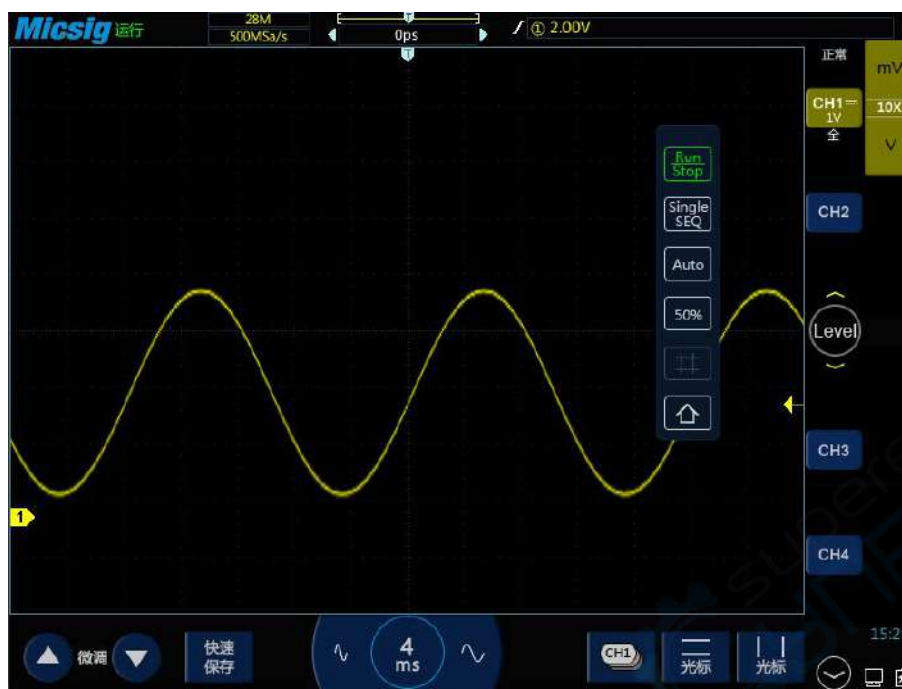 Micsig 运行
28M
500MSa/s
T
0ps
① 2.00V
T
正常
mV
CH1
1V
全
10X
V
Run
Stop
Single
SEQ
CH2
Auto
50%
Level
CH3
1
CH4
微调
快速
保存
4
ms
CH1
光标
光标
15:2